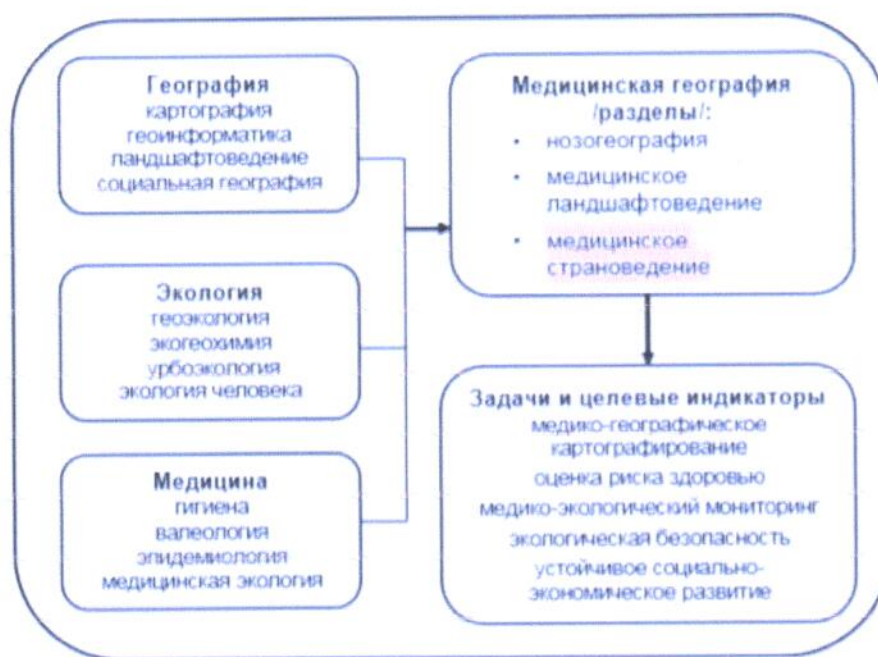 География
картография
геоинформатика
ландшафтоведение
социальная география
Экология
геоэкология
экогеохимия
урбоэкология
экология человека
Медицина
гигиена
валеология
эпидемиология
медицинская экология
Медицинская география
/разделы/:
• нозогеография
• медицинское
ландшафтоведение
• медицинское
страноведение
Задачи и целевые индикаторы
медико-географическое
картографирование
оценка риска здоровью
медико-экологический мониторинг
экологическая безопасность
устойчивое социально-
экономическое развитие